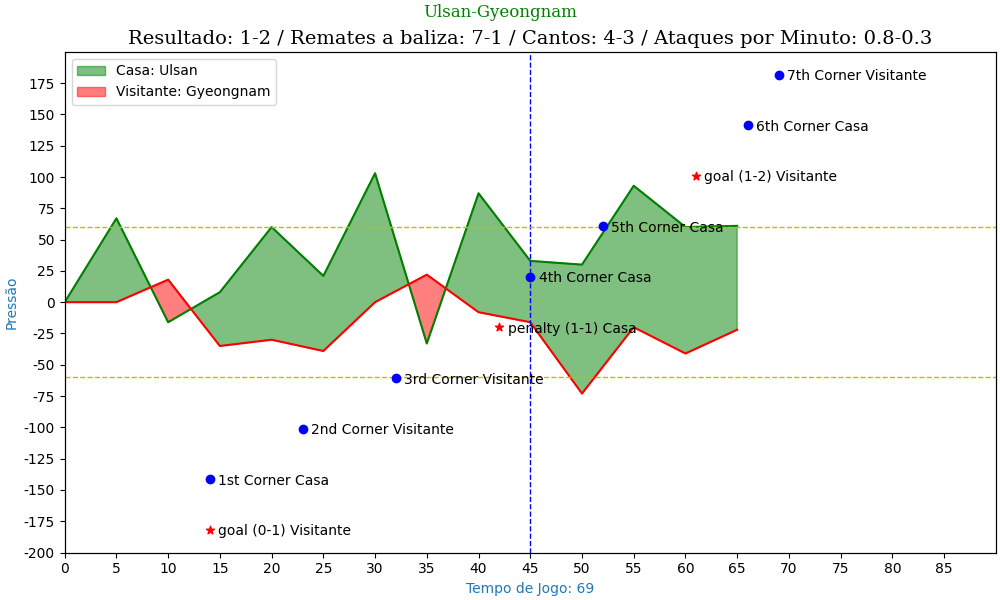 Ulsan-Gyeongnam
Resultado: 1-2 / Remates a baliza: 7-1 / Cantos: 4-3 / Ataques por Minuto: 0.8-0.3
Casa: Ulsan
Visitante: Gyeongnam
7th Corner Visitante
6th Corner Casa
goal (1-2) Visitante
5th Corner Casa
4th Corner Casa
penalty (1-1) Casa
3rd Corner Visitante
2nd Corner Visitante
1st Corner Casa
goal (0-1) Visitante
Pressão
175
150
125
100
75
50
25
0
-25
-50
-75
-100
-125
-150
-175
-200
0 5 10 15 20 25 30 35 40 45 50 55 60 65 70 75 80 85
Tempo de Jogo: 69